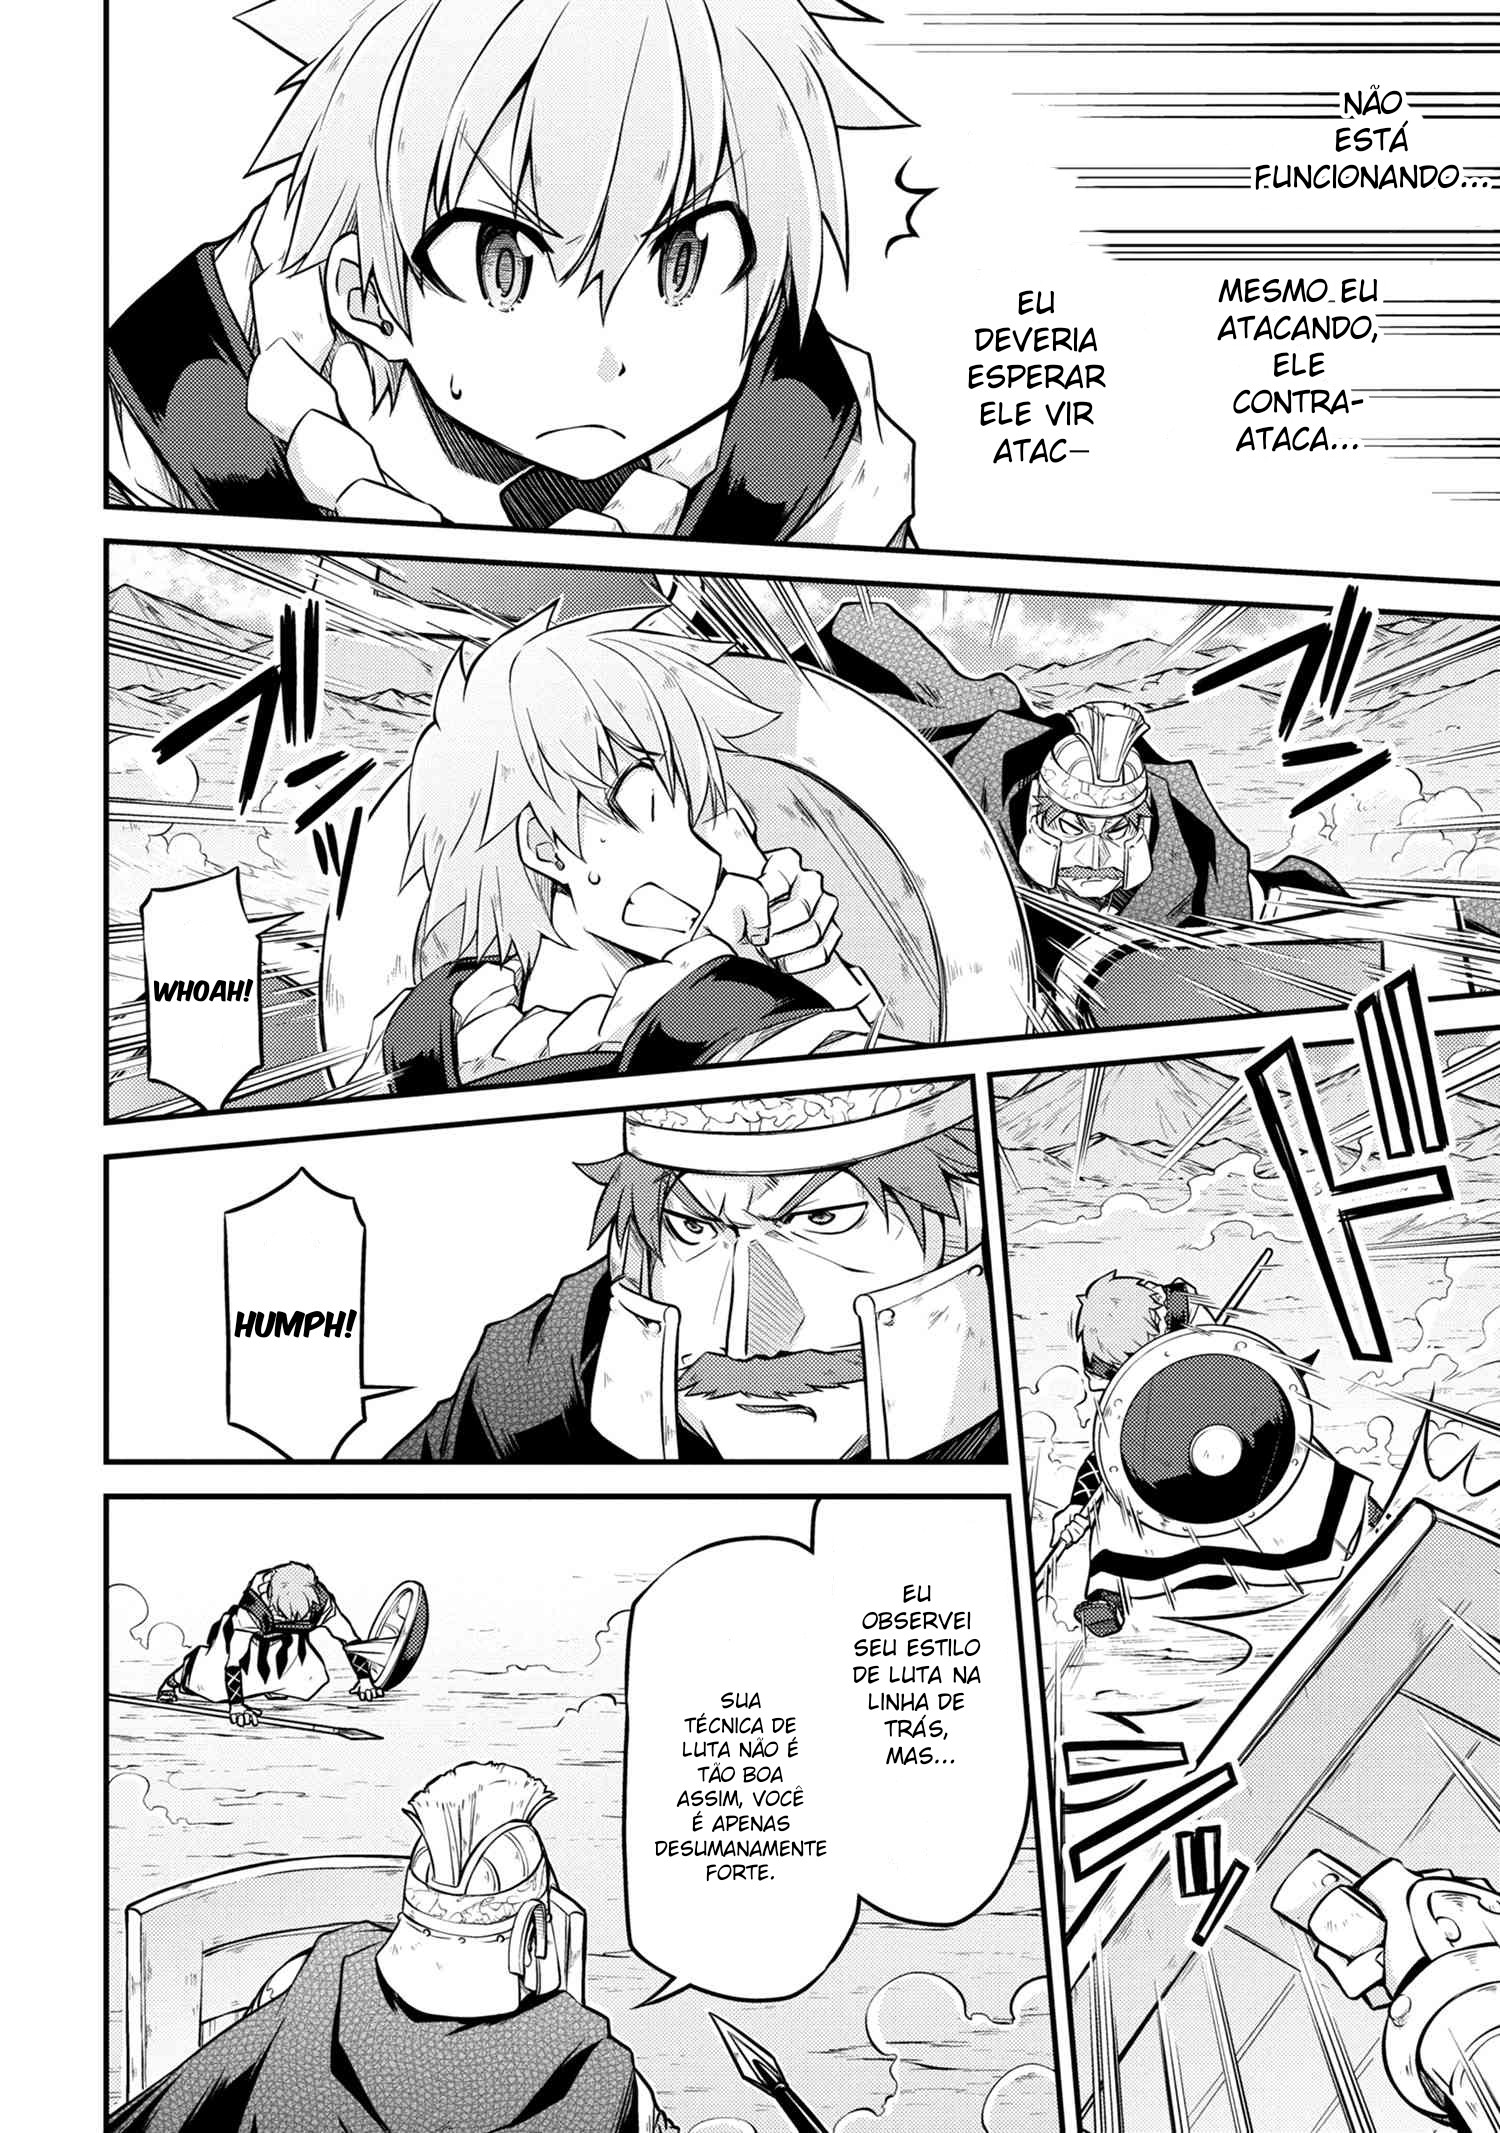 NÃO
ESTÁ
FUNCIONANDO...
MESMO EU
ATACANDO,
ELE
CONTRA-
ATACA...
EU
DEVERIA
ESPERAR
ELE VIR
ATAC—
WHOAH!
HUMPH!
EU
OBSERVEI
SEU ESTILO
DE LUTA NA
LINHA DE
TRÁS,
MAS...
SUA
TÉCNICA DE
LUTA NÃO É
TÃO BOA
ASSIM, VOCÊ
É APENAS
DESUMANAMENTE
FORTE.